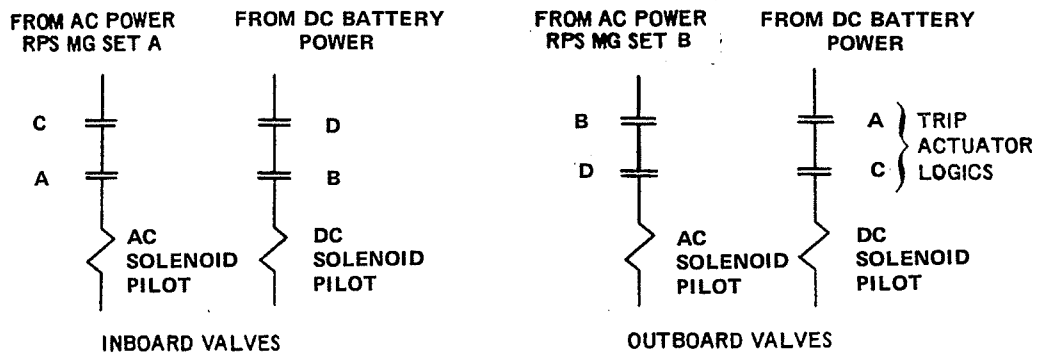 FROM AC POWER
RPS MG SET A
FROM DC BATTERY
POWER
C
A
D
B
AC
SOLENOID
PILOT
DC
SOLENOID
PILOT
INBOARD VALVES
FROM AC POWER
RPS MG SET B
FROM DC BATTERY
POWER
B
D
A
C
TRIP
ACTUATOR
LOGICS
AC
SOLENOID
PILOT
DC
SOLENOID
PILOT
OUTBOARD VALVES